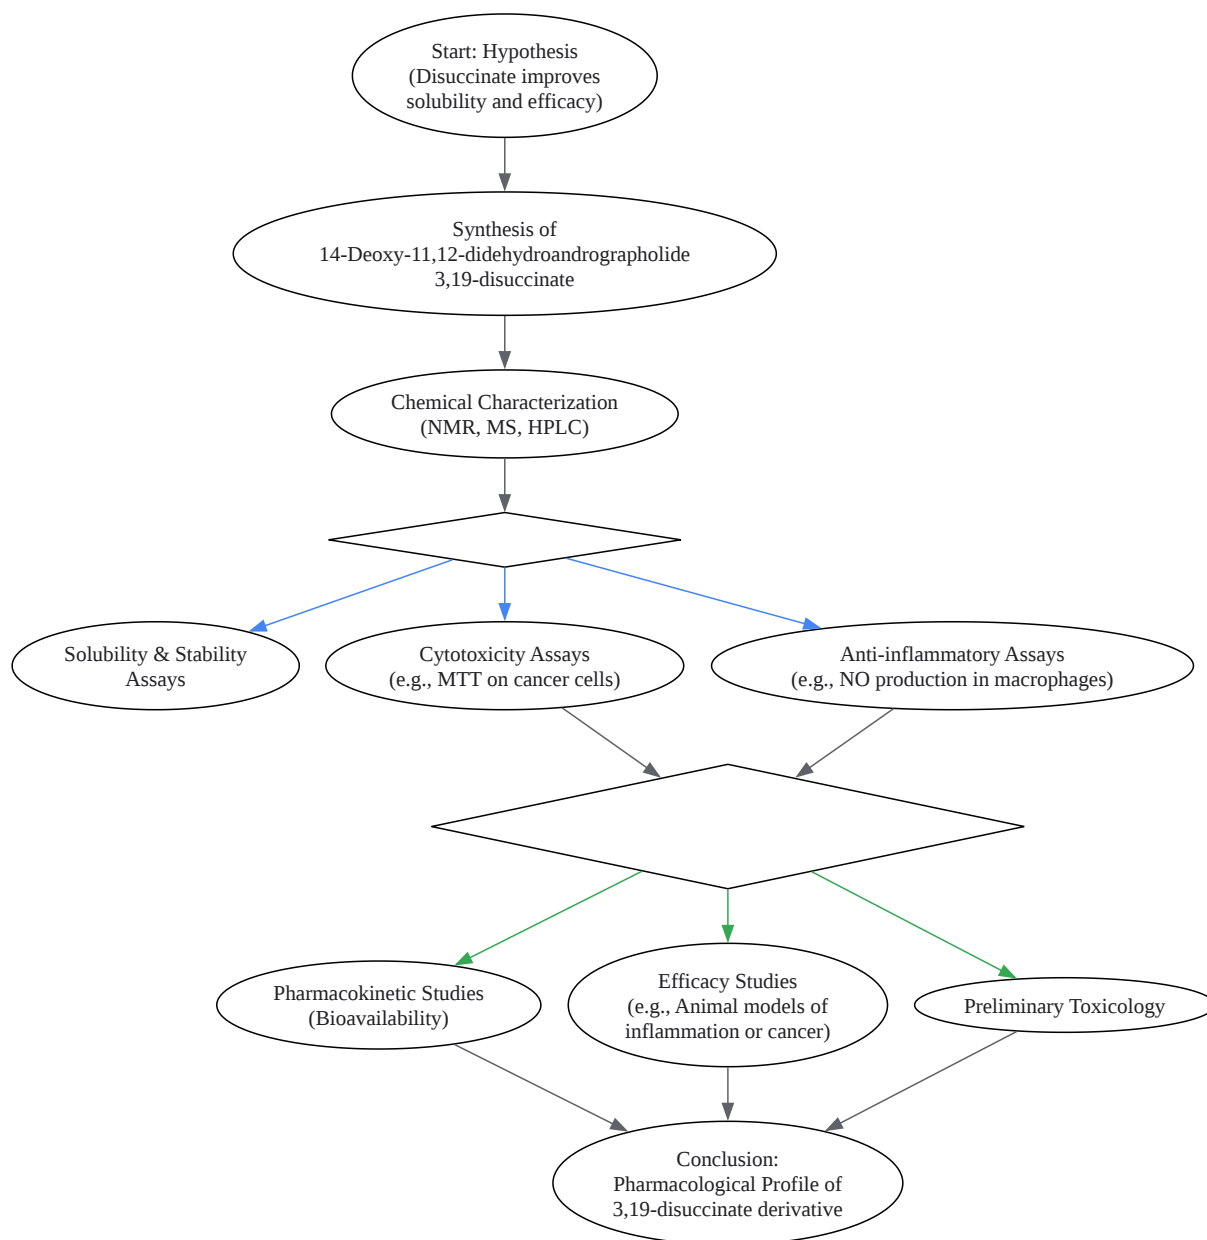 Start: Hypothesis
(Disuccinate improves
solubility and efficacy)
Synthesis of
14-Deoxy-11,12-didehydroandrographolide
3,19-disuccinate
Chemical Characterization
(NMR, MS, HPLC)
Solubility & Stability
Assays
Cytotoxicity Assays
(e.g., MTT on cancer cells)
Anti-inflammatory Assays
(e.g., NO production in macrophages)
Pharmacokinetic Studies
(Bioavailability)
Efficacy Studies
(e.g., Animal models of
inflammation or cancer)
Preliminary Toxicology
Conclusion:
Pharmacological Profile of
3,19-disuccinate derivative